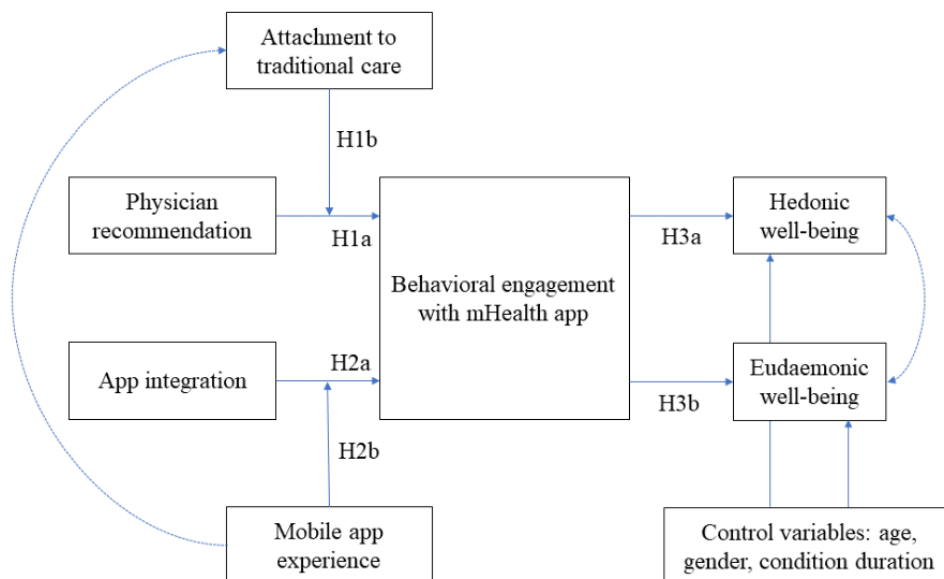 Attachment to
traditional care
H1b
Physician
recommendation
H1a
Behavioral engagement
with mHealth app
H3a
Hedonic
well-being
App integration
H2a
H3b
Eudaemonic
well-being
H2b
Mobile app
experience
Control variables: age,
gender, condition duration